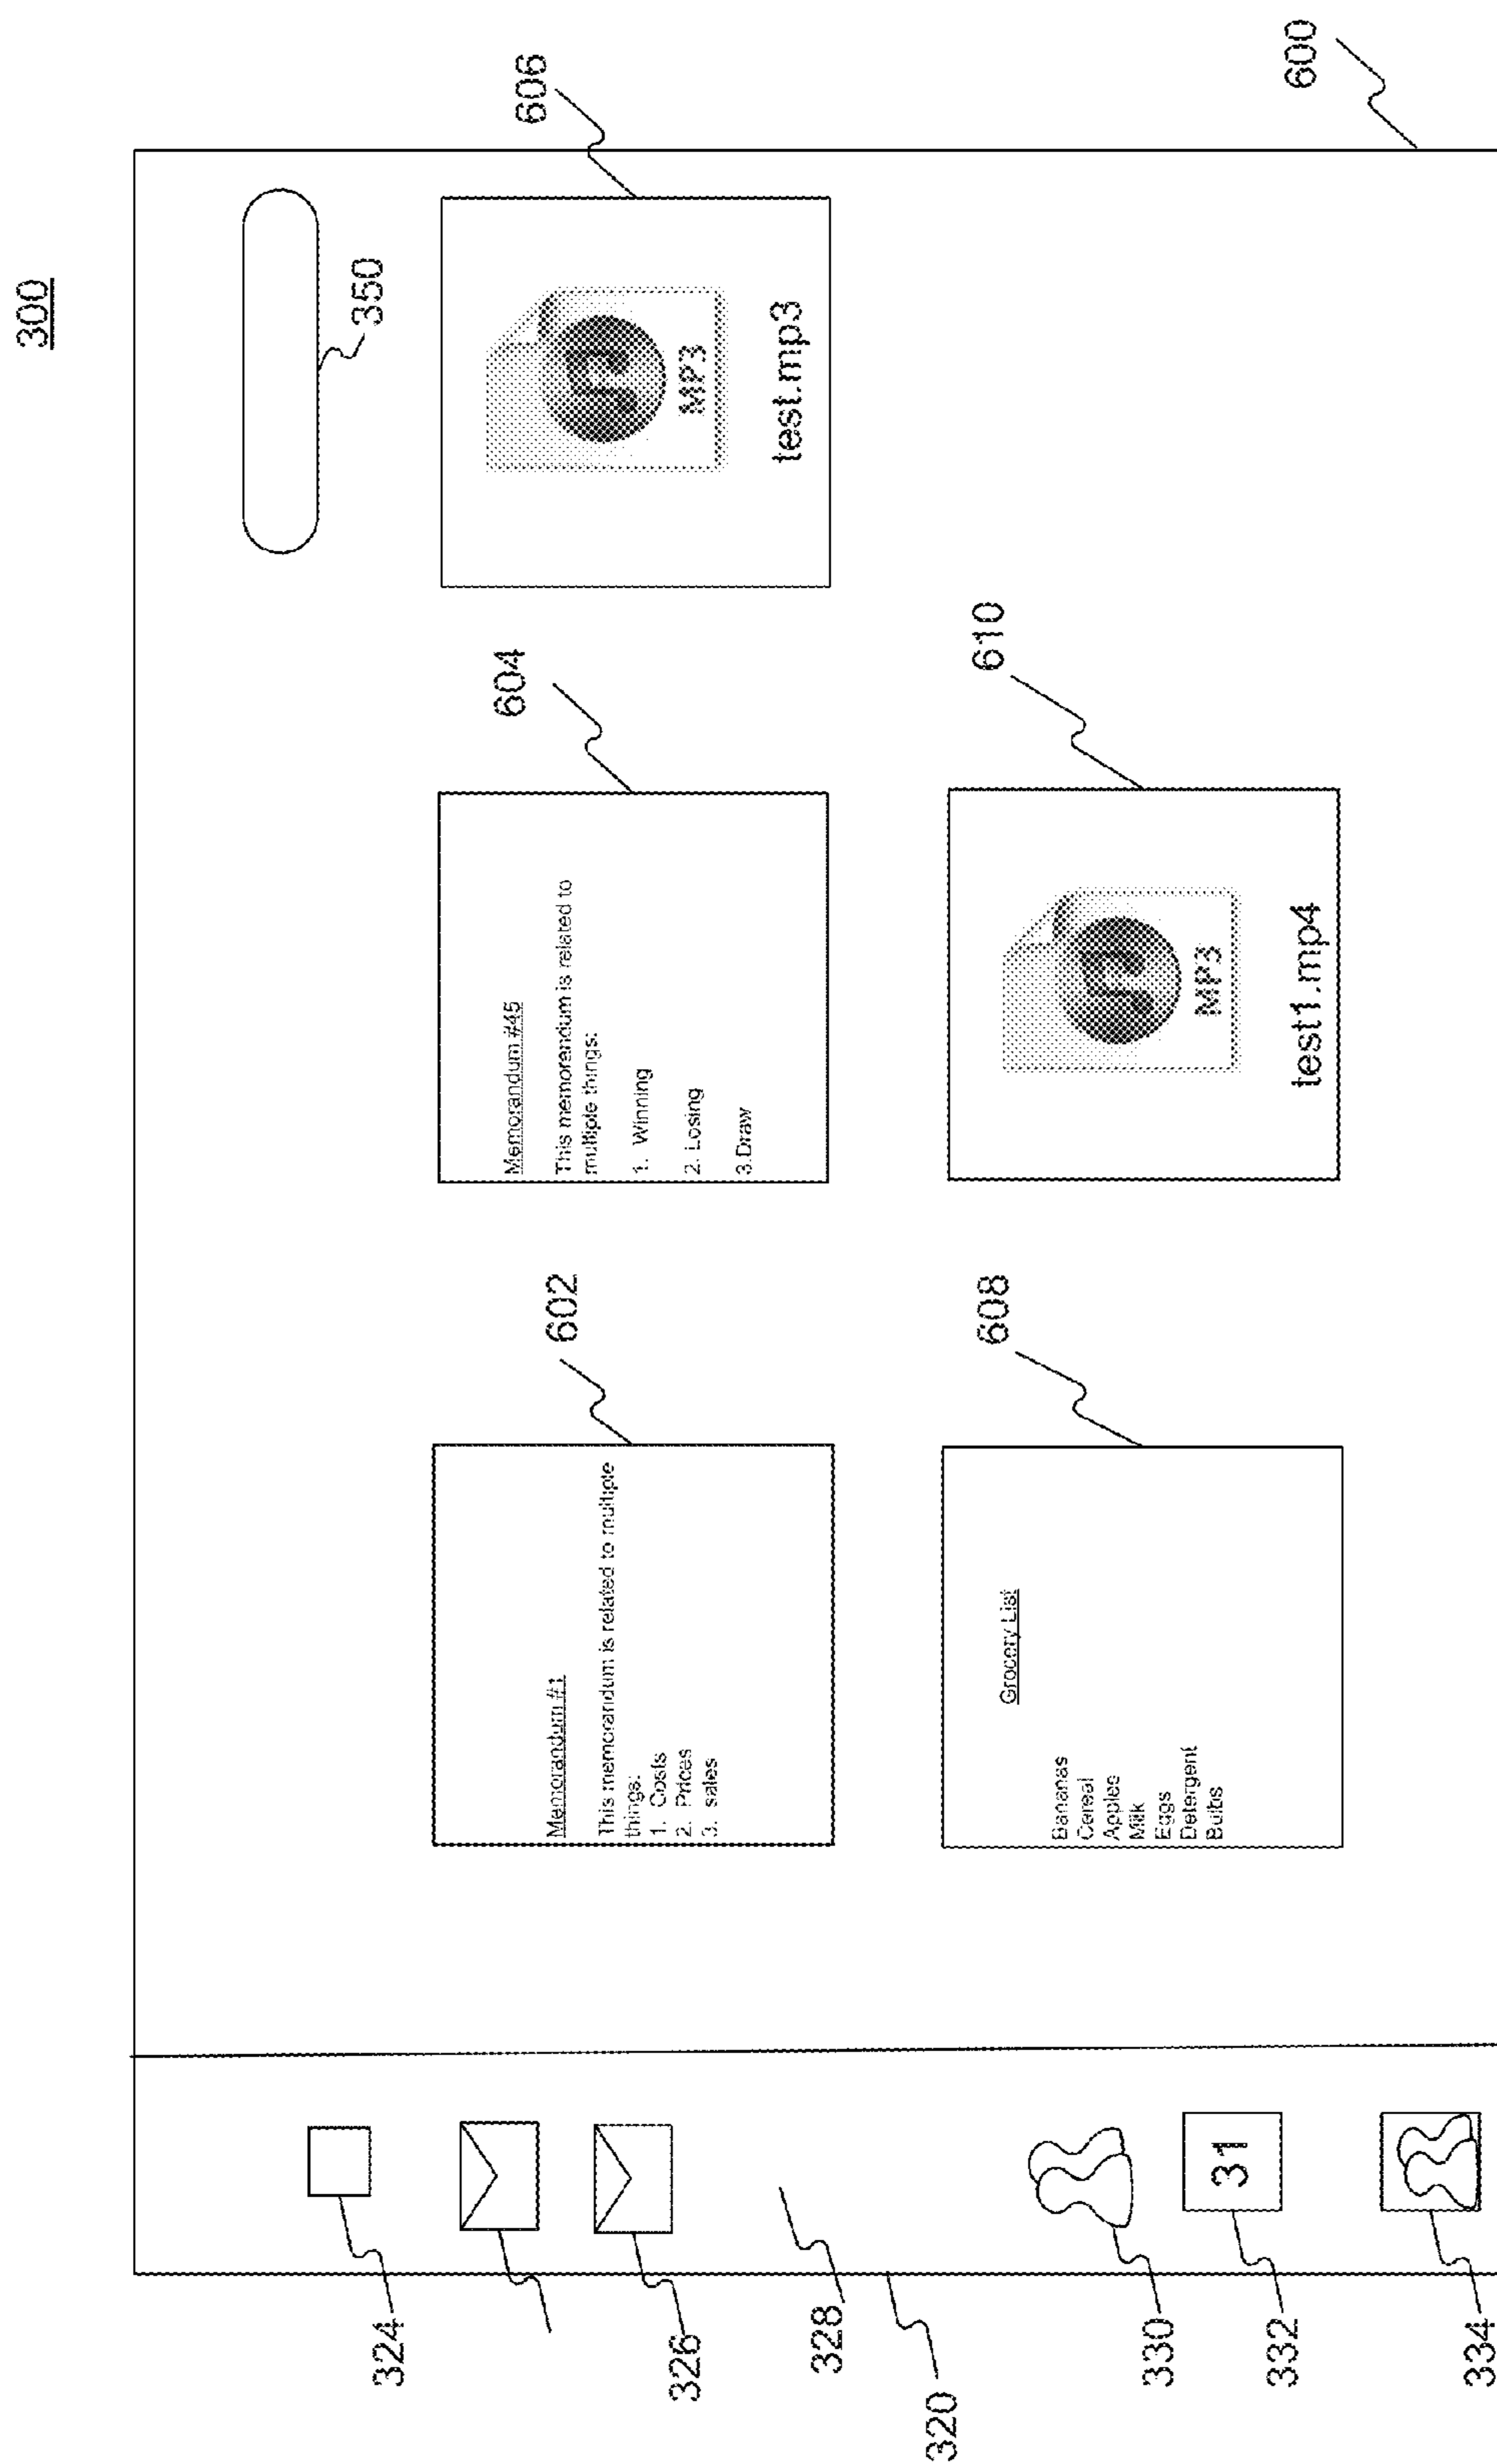 300
350
602
Memorandum #1
This memorandum is related to multiple
things:
1. Costs
2. Prices
3. sales
604
Memorandum #45
This memorandum is related to
multiple things:
1. Winning
2. Losing
3.Draw
606
MP3
test.mp3
608
Grocery List
Bananas
Cereal
Apples
Milk
Eggs
Detergent
Bulbs
610
MP3
test1.mp4
600
324
326
328
320
330
31
332
334